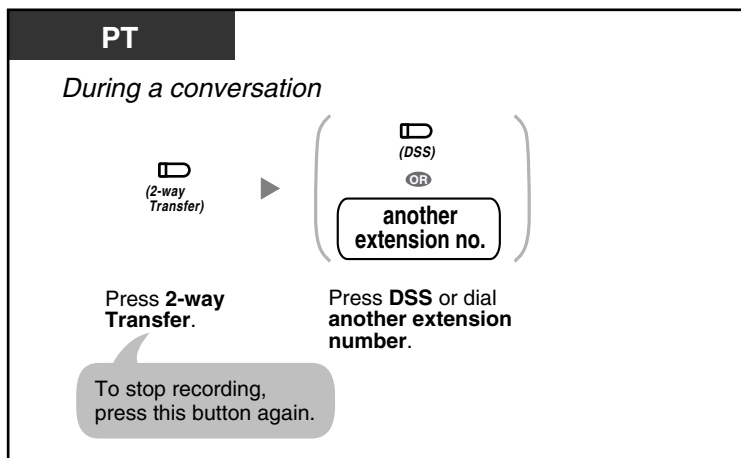 PT
During a conversation
(DSS)
OR
(2-way
Transfer)
another
extension no.
Press 2-way
Transfer.
Press DSS or dial
another extension
number.
To stop recording,
press this button again.